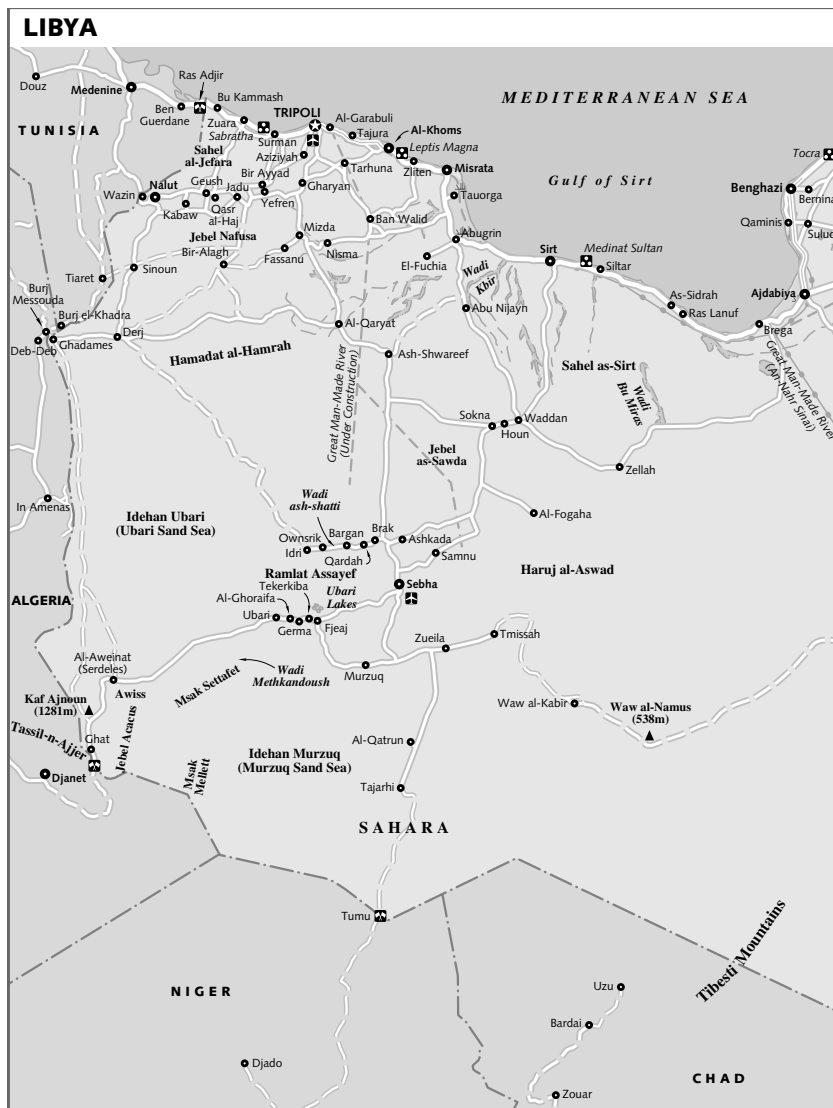 LIBYA
Ras Adjir
Douz
Medenine
Bu Kammash
MEDITERRANEAN SEA
Ben
Guerdane
TRIPOLI
Al-Garabuli
Zuara
Sabratha
Tajura
Al-Khoms
TUNISIA
Suman
Leptis Magna
Sahel
al-Jefara
Aziziyah
Tocra
Bir Ayyad
Tarhuna
Zliten
Misrata
Gulf of Sirt
Geush
Jadu
Gharyan
Benghazi
Wazin
Nalut
Yefren
Tauorga
Bernina
Kabaw
Qasr
al-Haj
Ban Walid
Qaminis
Suluq
Mizda
Jebel Nafusa
Abugrin
Sirt
Medinat Sultan
Bir-Alagh
Fassanu
Nisma
El-Fuchia
Wadi
Kbir
Siltar
Tiaret
Sinoun
Burj
Messouda
As-Sidrah
Ajdabiya
Burj el-Khadra
Abu Nijayn
Ras Lanuf
Al-Qaryat
Brega
Deb-Deb
Ghadames
Derj
Hamadat al-Hamrah
Ash-Shwareef
Great Man-Made River
(An-Nahr Sinai)
Sahel as-Sirt
Great Man-Made River
(Under Construction)
Wadi
Bu Miras
Sokna
Waddan
Houn
Jebel
as-Sawda
Zellah
In Amenas
Wadi
ash-shatti
Al-Fogaha
Idehan Ubari
(Ubari Sand Sea)
Ownsrik
Bargan
Brak
Ashkada
Idri
Qardah
Samnu
Ramlat Assayef
Haruj al-Aswad
Tekerkiba
Sebha
ALGERIA
Al-Ghoraifa
Ubari
Lakes
Ubari
Germa
Fjeaj
Zueila
Tmissah
Al-Aweinat
(Serdeles)
Wadi
Methkandoush
Murzuq
Msak Settafet
Awiss
Kaf Ajnoun
(1281m)
Waw al-Kabir
Waw al-Namus
(538m)
Tassil-n-Ajjer
Jebel Acacus
Ghat
Al-Qatrun
Idehan Murzuq
(Murzuq Sand Sea)
Msak
Mellett
Djanet
Tajarhi
SAHARA
Tumu
Tibesti Mountains
NIGER
Uzu
Bardai
Djado
CHAD
Zouar